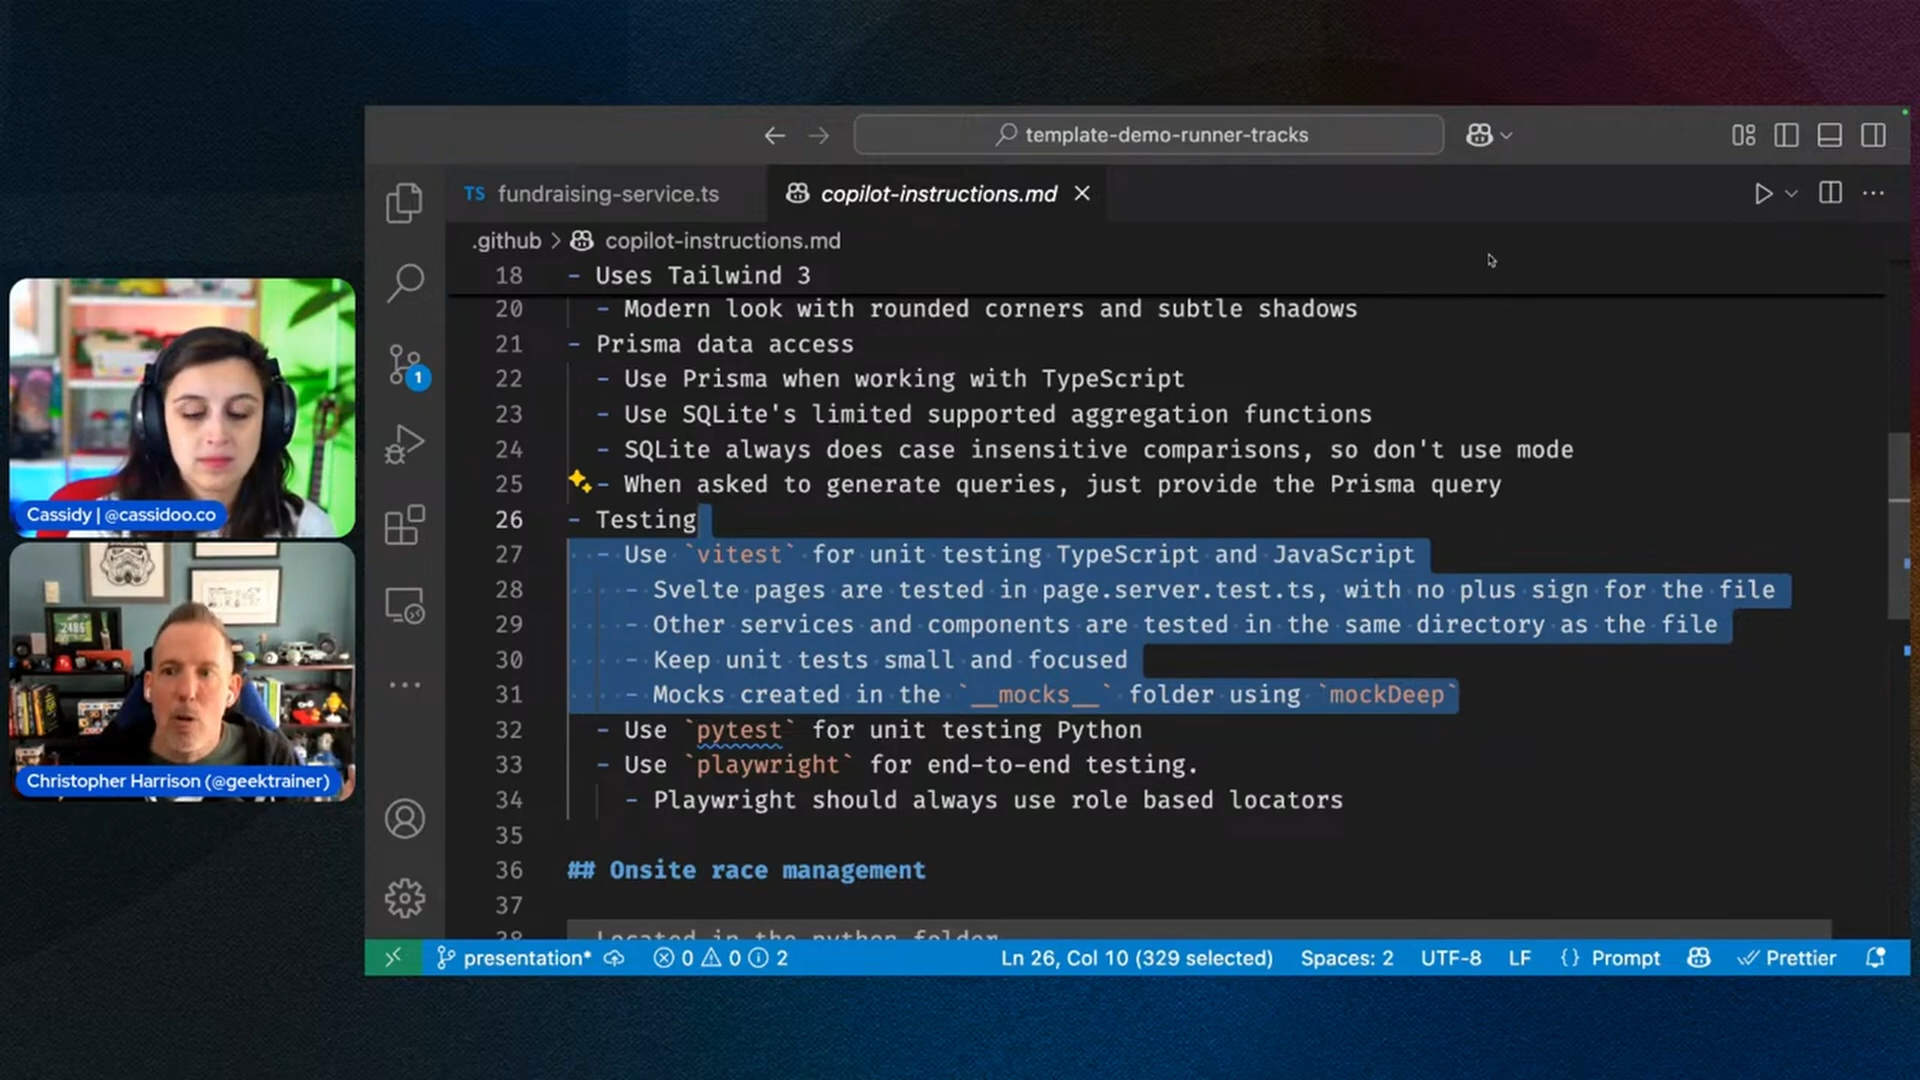 template-demo-runner-tracks
TS fundraising-service.ts
copilot-instructions.md
.github > copilot-instructions.md
18 - Uses Tailwind 3
20 - Modern look with rounded corners and subtle shadows
21 - Prisma data access
22 - Use Prisma when working with TypeScript
23 - Use SQLite's limited supported aggregation functions
24 - SQLite always does case insensitive comparisons, so don't use mode
25 - When asked to generate queries, just provide the Prisma query
26 - Testing
27 - Use `vitest` for unit testing TypeScript and JavaScript
28 - Svelte pages are tested in page.server.test.ts, with no plus sign for the file
29 - Other services and components are tested in the same directory as the file
30 - Keep unit tests small and focused
31 - Mocks created in the `__mocks__` folder using `mockDeep`
32 - Use `pytest` for unit testing Python
33 - Use `playwright` for end-to-end testing.
34 - Playwright should always use role based locators
35
36 ## Onsite race management
37
38 Located in the python folder
1
presentation* 0 0 2 Ln 26, Col 10 (329 selected) Spaces: 2 UTF-8 LF {} Prompt Prettier
Cassidy | @cassidoo.co
2486
Christopher Harrison (@geektrainer)